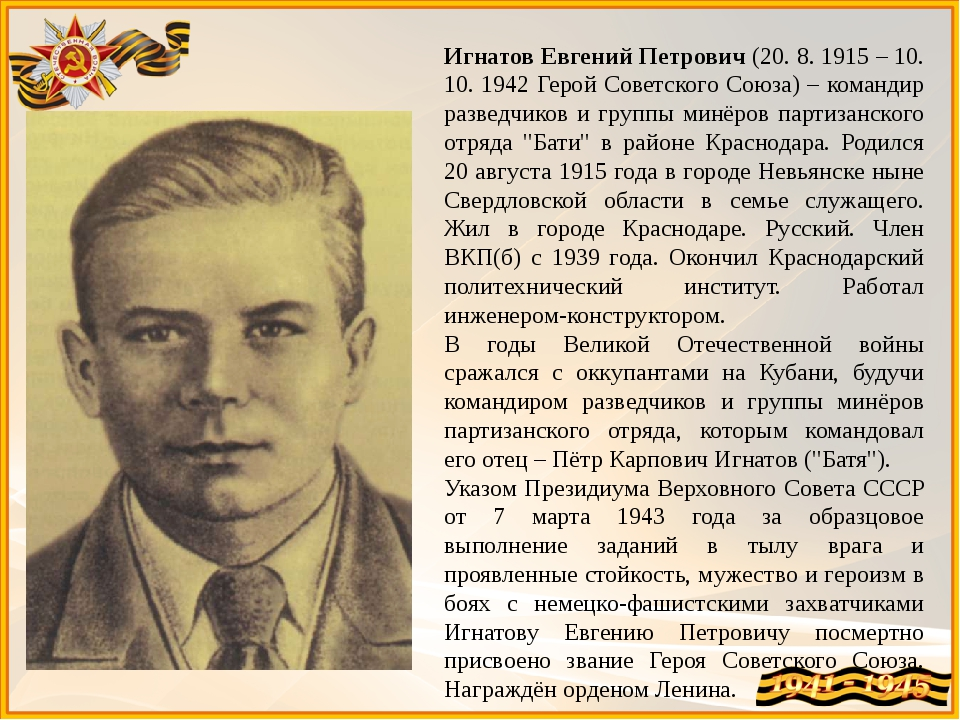 Игнатов Евгений Петрович (20. 8. 1915 – 10.
10. 1942 Герой Советского Союза) – командир
разведчиков и группы минёров партизанского
отряда "Бати" в районе Краснодара. Родился
20 августа 1915 года в городе Невьянске ныне
Свердловской области в семье служащего.
Жил в городе Краснодаре. Русский. Член
ВКП(б) с 1939 года. Окончил Краснодарский
политехнический институт. Работал
инженером-конструктором.
В годы Великой Отечественной войны
сражался с оккупантами на Кубани, будучи
командиром разведчиков и группы минёров
партизанского отряда, которым командовал
его отец – Пётр Карпович Игнатов ("Батя").
Указом Президиума Верховного Совета СССР
от 7 марта 1943 года за образцовое
выполнение заданий в тылу врага и
проявленные стойкость, мужество и героизм в
боях с немецко-фашистскими захватчиками
Игнатову Евгению Петровичу посмертно
присвоено звание Героя Советского Союза.
Награждён орденом Ленина.
1941 - 1945
ОТЕЧЕСТВЕННАЯ ВОЙНА